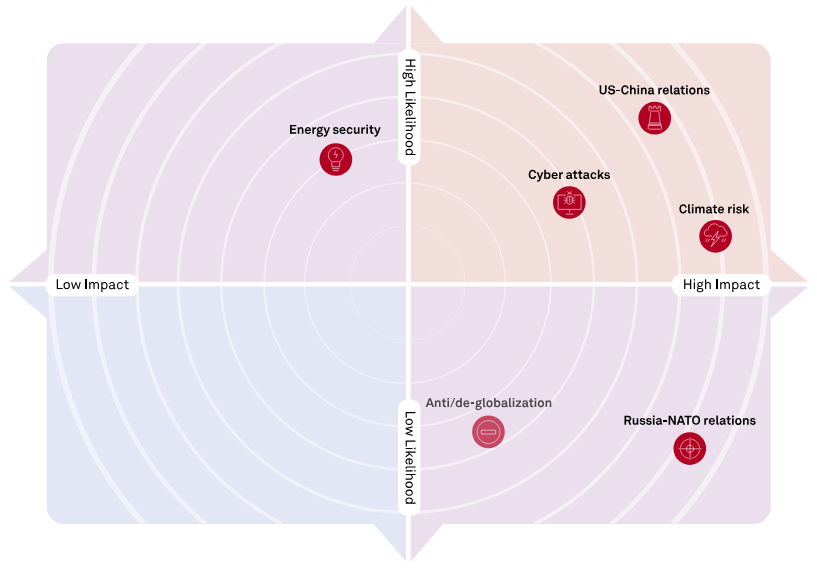 High Likelihood
US-China relations
Energy security
Cyber attacks
Climate risk
Low Impact
High Impact
Anti/de-globalization
Low Likelihood
Russia-NATO relations